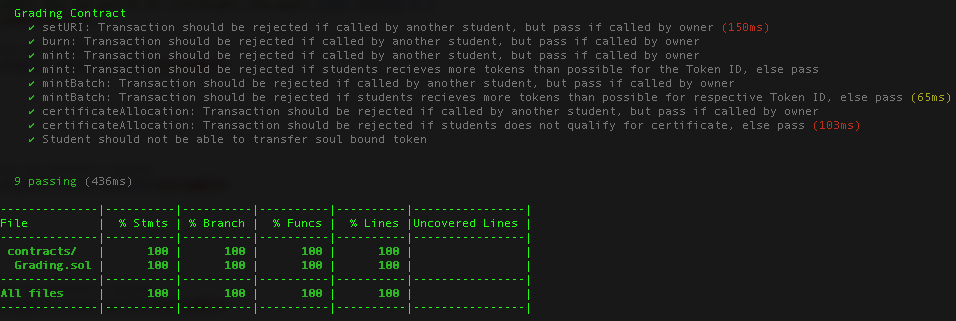 Grading Contract
✔ setURI: Transaction should be rejected if called by another student, but pass if called by owner (150ms)
✔ burn: Transaction should be rejected if called by another student, but pass if called by owner
✔ mint: Transaction should be rejected if called by another student, but pass if called by owner
✔ mint: Transaction should be rejected if students recieves more tokens than possible for the Token ID, else pass
✔ mintBatch: Transaction should be rejected if called by another student, but pass if called by owner
✔ mintBatch: Transaction should be rejected if students recieves more tokens than possible for respective Token ID, else pass (65ms)
✔ certificateAllocation: Transaction should be rejected if called by another student, but pass if called by owner
✔ certificateAllocation: Transaction should be rejected if students does not qualify for certificate, else pass (103ms)
✔ Student should not be able to transfer soul bound token
9 passing (436ms)
--------------|----------|----------|----------|----------|----------------|
File | % Stmts | % Branch | % Funcs | % Lines |Uncovered Lines |
--------------|----------|----------|----------|----------|----------------|
contracts/ | 100 | 100 | 100 | 100 | |
Grading.sol | 100 | 100 | 100 | 100 | |
--------------|----------|----------|----------|----------|----------------|
All files | 100 | 100 | 100 | 100 | |
--------------|----------|----------|----------|----------|----------------|